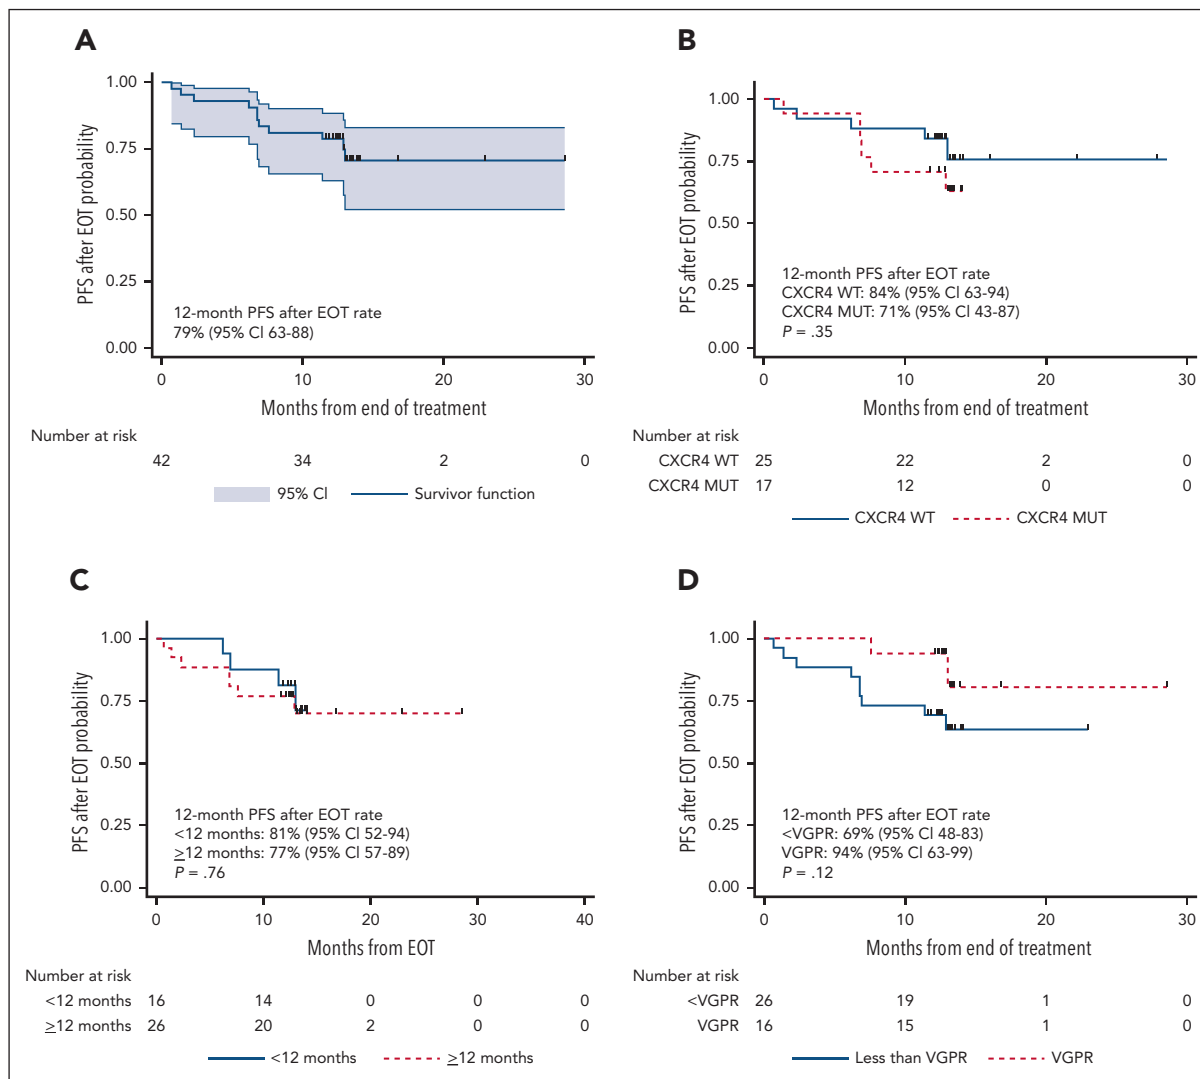 A
1.00
0.75
0.50
0.25
0.00
PFS after EOT probability
12-month PFS after EOT rate
79% (95% CI 63-88)
0 10 20 30
Months from end of treatment
Number at risk
42 34 2 0
95% CI Survivor function
B
1.00
0.75
0.50
0.25
0.00
PFS after EOT probability
12-month PFS after EOT rate
CXCR4 WT: 84% (95% CI 63-94)
CXCR4 MUT: 71% (95% CI 43-87)
P = .35
0 10 20 30
Months from end of treatment
Number at risk
CXCR4 WT 25 22 2 0
CXCR4 MUT 17 12 0 0
CXCR4 WT CXCR4 MUT
C
1.00
0.75
0.50
0.25
0.00
PFS after EOT probability
12-month PFS after EOT rate
<12 months: 81% (95% CI 52-94)
≥12 months: 77% (95% CI 57-89)
P = .76
0 10 20 30 40
Months from EOT
Number at risk
<12 months 16 14 0 0 0
≥12 months 26 20 2 0 0
<12 months ≥12 months
D
1.00
0.75
0.50
0.25
0.00
PFS after EOT probability
12-month PFS after EOT rate
<VGPR: 69% (95% CI 48-83)
VGPR: 94% (95% CI 63-99)
P = .12
0 10 20 30
Months from end of treatment
Number at risk
<VGPR 26 19 1 0
VGPR 16 15 1 0
Less than VGPR VGPR